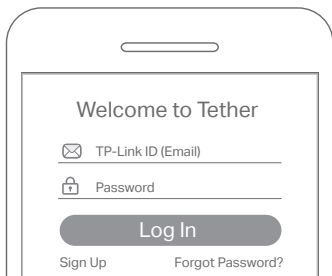 Welcome to Tether
TP-Link ID (Email)
Password
Log In
Sign Up Forgot Password?